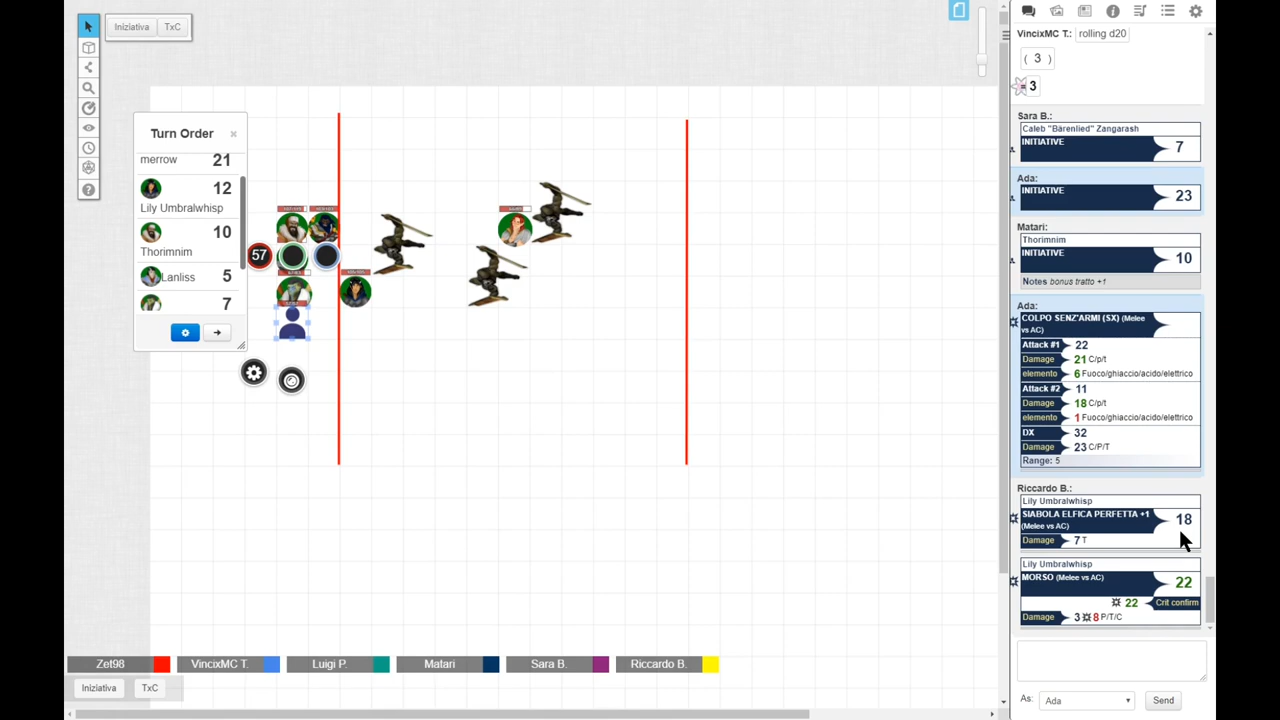 Iniziativa TxC
Turn Order ×
merrow 21
12
Lily Umbralwhisp
10
Thorimnim
Lanliss 5
7
57
VincixMC T.: rolling d20
( 3 )
= 3
Sara B.:
Caleb "Bärenlied" Zangarash
INITIATIVE 7
Ada:
INITIATIVE 23
Matari:
Thorimnim
INITIATIVE 10
Notes bonus tratto +1
Ada:
COLPO SENZ'ARMI (SX) (Melee
vs AC)
Attack #1 22
Damage 21 C/p/t
elemento 6 Fuoco/ghiaccio/acido/elettrico
Attack #2 11
Damage 18 C/p/t
elemento 1 Fuoco/ghiaccio/acido/elettrico
DX 32
Damage 23 C/P/T
Range: 5
Riccardo B.:
Lily Umbralwhisp
SIABOLA ELFICA PERFETTA +1 18
(Melee vs AC)
Damage 7 T
Lily Umbralwhisp
MORSO (Melee vs AC) 22
22 Crit confirm
Damage 3 8 P/T/C
Zet98 VincixMC T. Luigi P. Matari Sara B. Riccardo B.
Iniziativa TxC
As: Ada Send